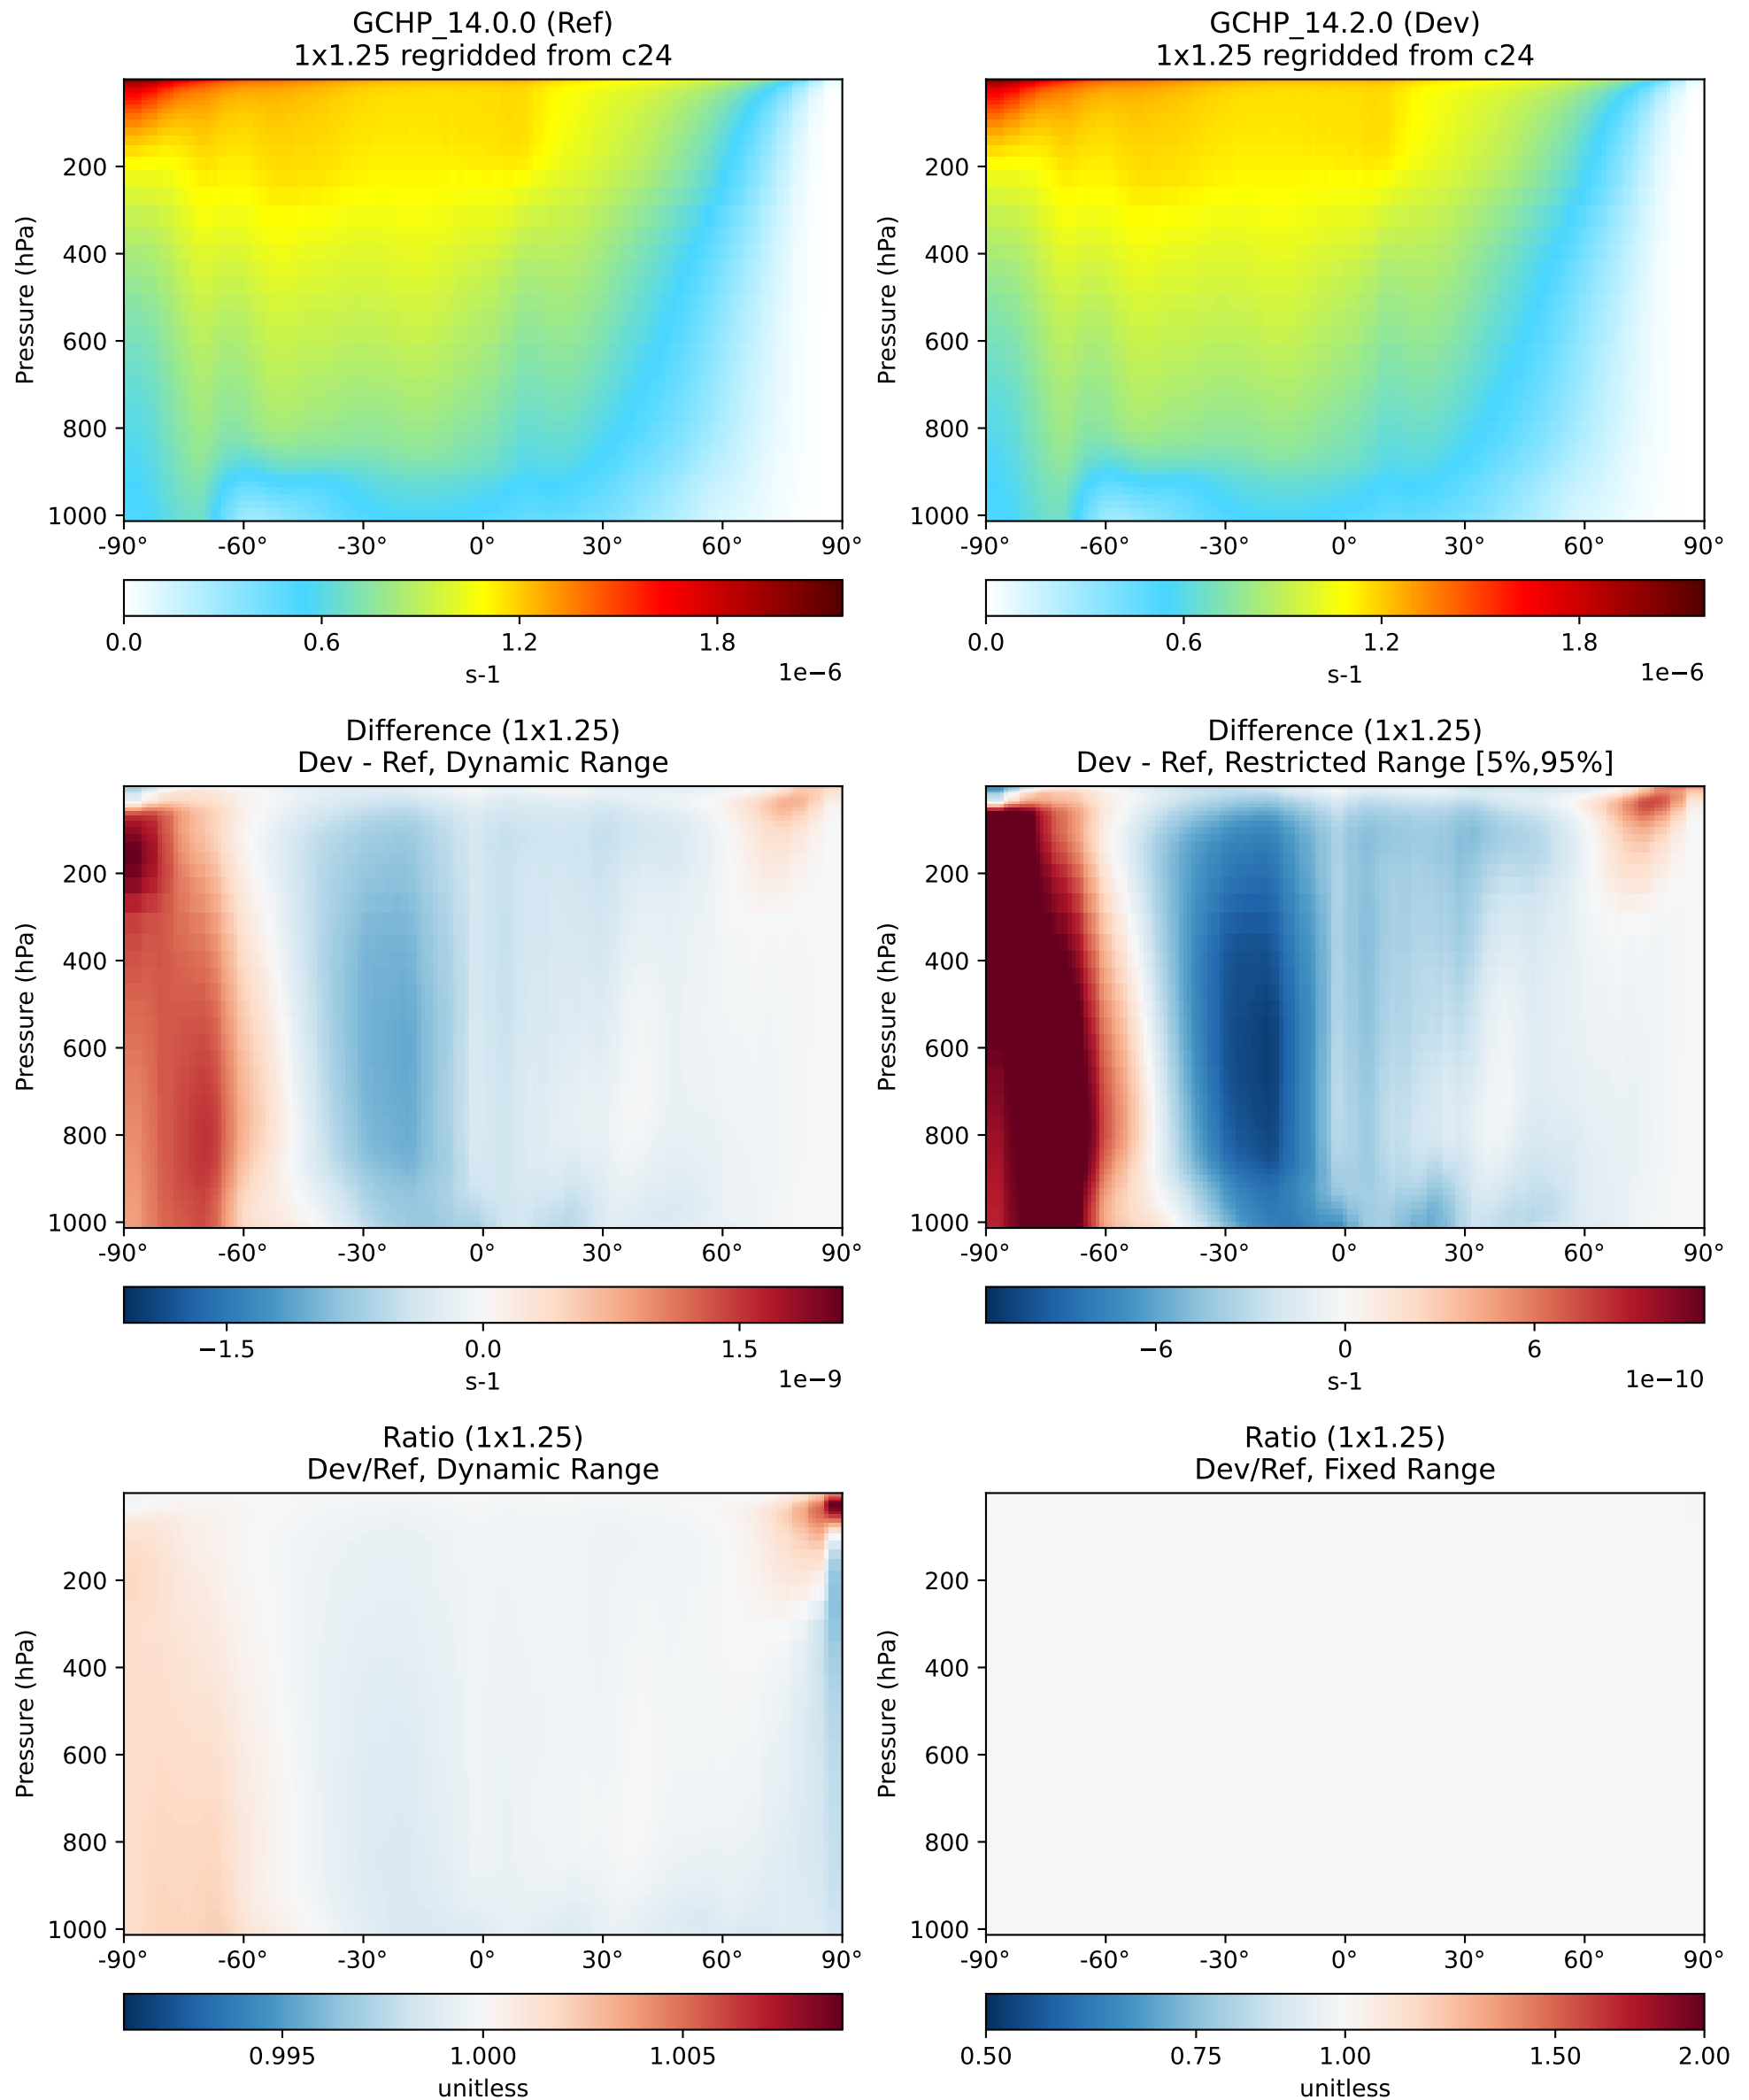 GCHP_14.0.0 (Ref)
1x1.25 regridded from c24
Pressure (hPa)
200
400
600
800
1000
-90° -60° -30° 0° 30° 60° 90°
0.0 0.6 1.2 1.8
s-1
1e−6
GCHP_14.2.0 (Dev)
1x1.25 regridded from c24
Pressure (hPa)
200
400
600
800
1000
-90° -60° -30° 0° 30° 60° 90°
0.0 0.6 1.2 1.8
s-1
1e−6
Difference (1x1.25)
Dev - Ref, Dynamic Range
Pressure (hPa)
200
400
600
800
1000
-90° -60° -30° 0° 30° 60° 90°
−1.5 0.0 1.5
s-1
1e−9
Difference (1x1.25)
Dev - Ref, Restricted Range [5%,95%]
Pressure (hPa)
200
400
600
800
1000
-90° -60° -30° 0° 30° 60° 90°
−6 0 6
s-1
1e−10
Ratio (1x1.25)
Dev/Ref, Dynamic Range
Pressure (hPa)
200
400
600
800
1000
-90° -60° -30° 0° 30° 60° 90°
0.995 1.000 1.005
unitless
Ratio (1x1.25)
Dev/Ref, Fixed Range
Pressure (hPa)
200
400
600
800
1000
-90° -60° -30° 0° 30° 60° 90°
0.50 0.75 1.00 1.50 2.00
unitless